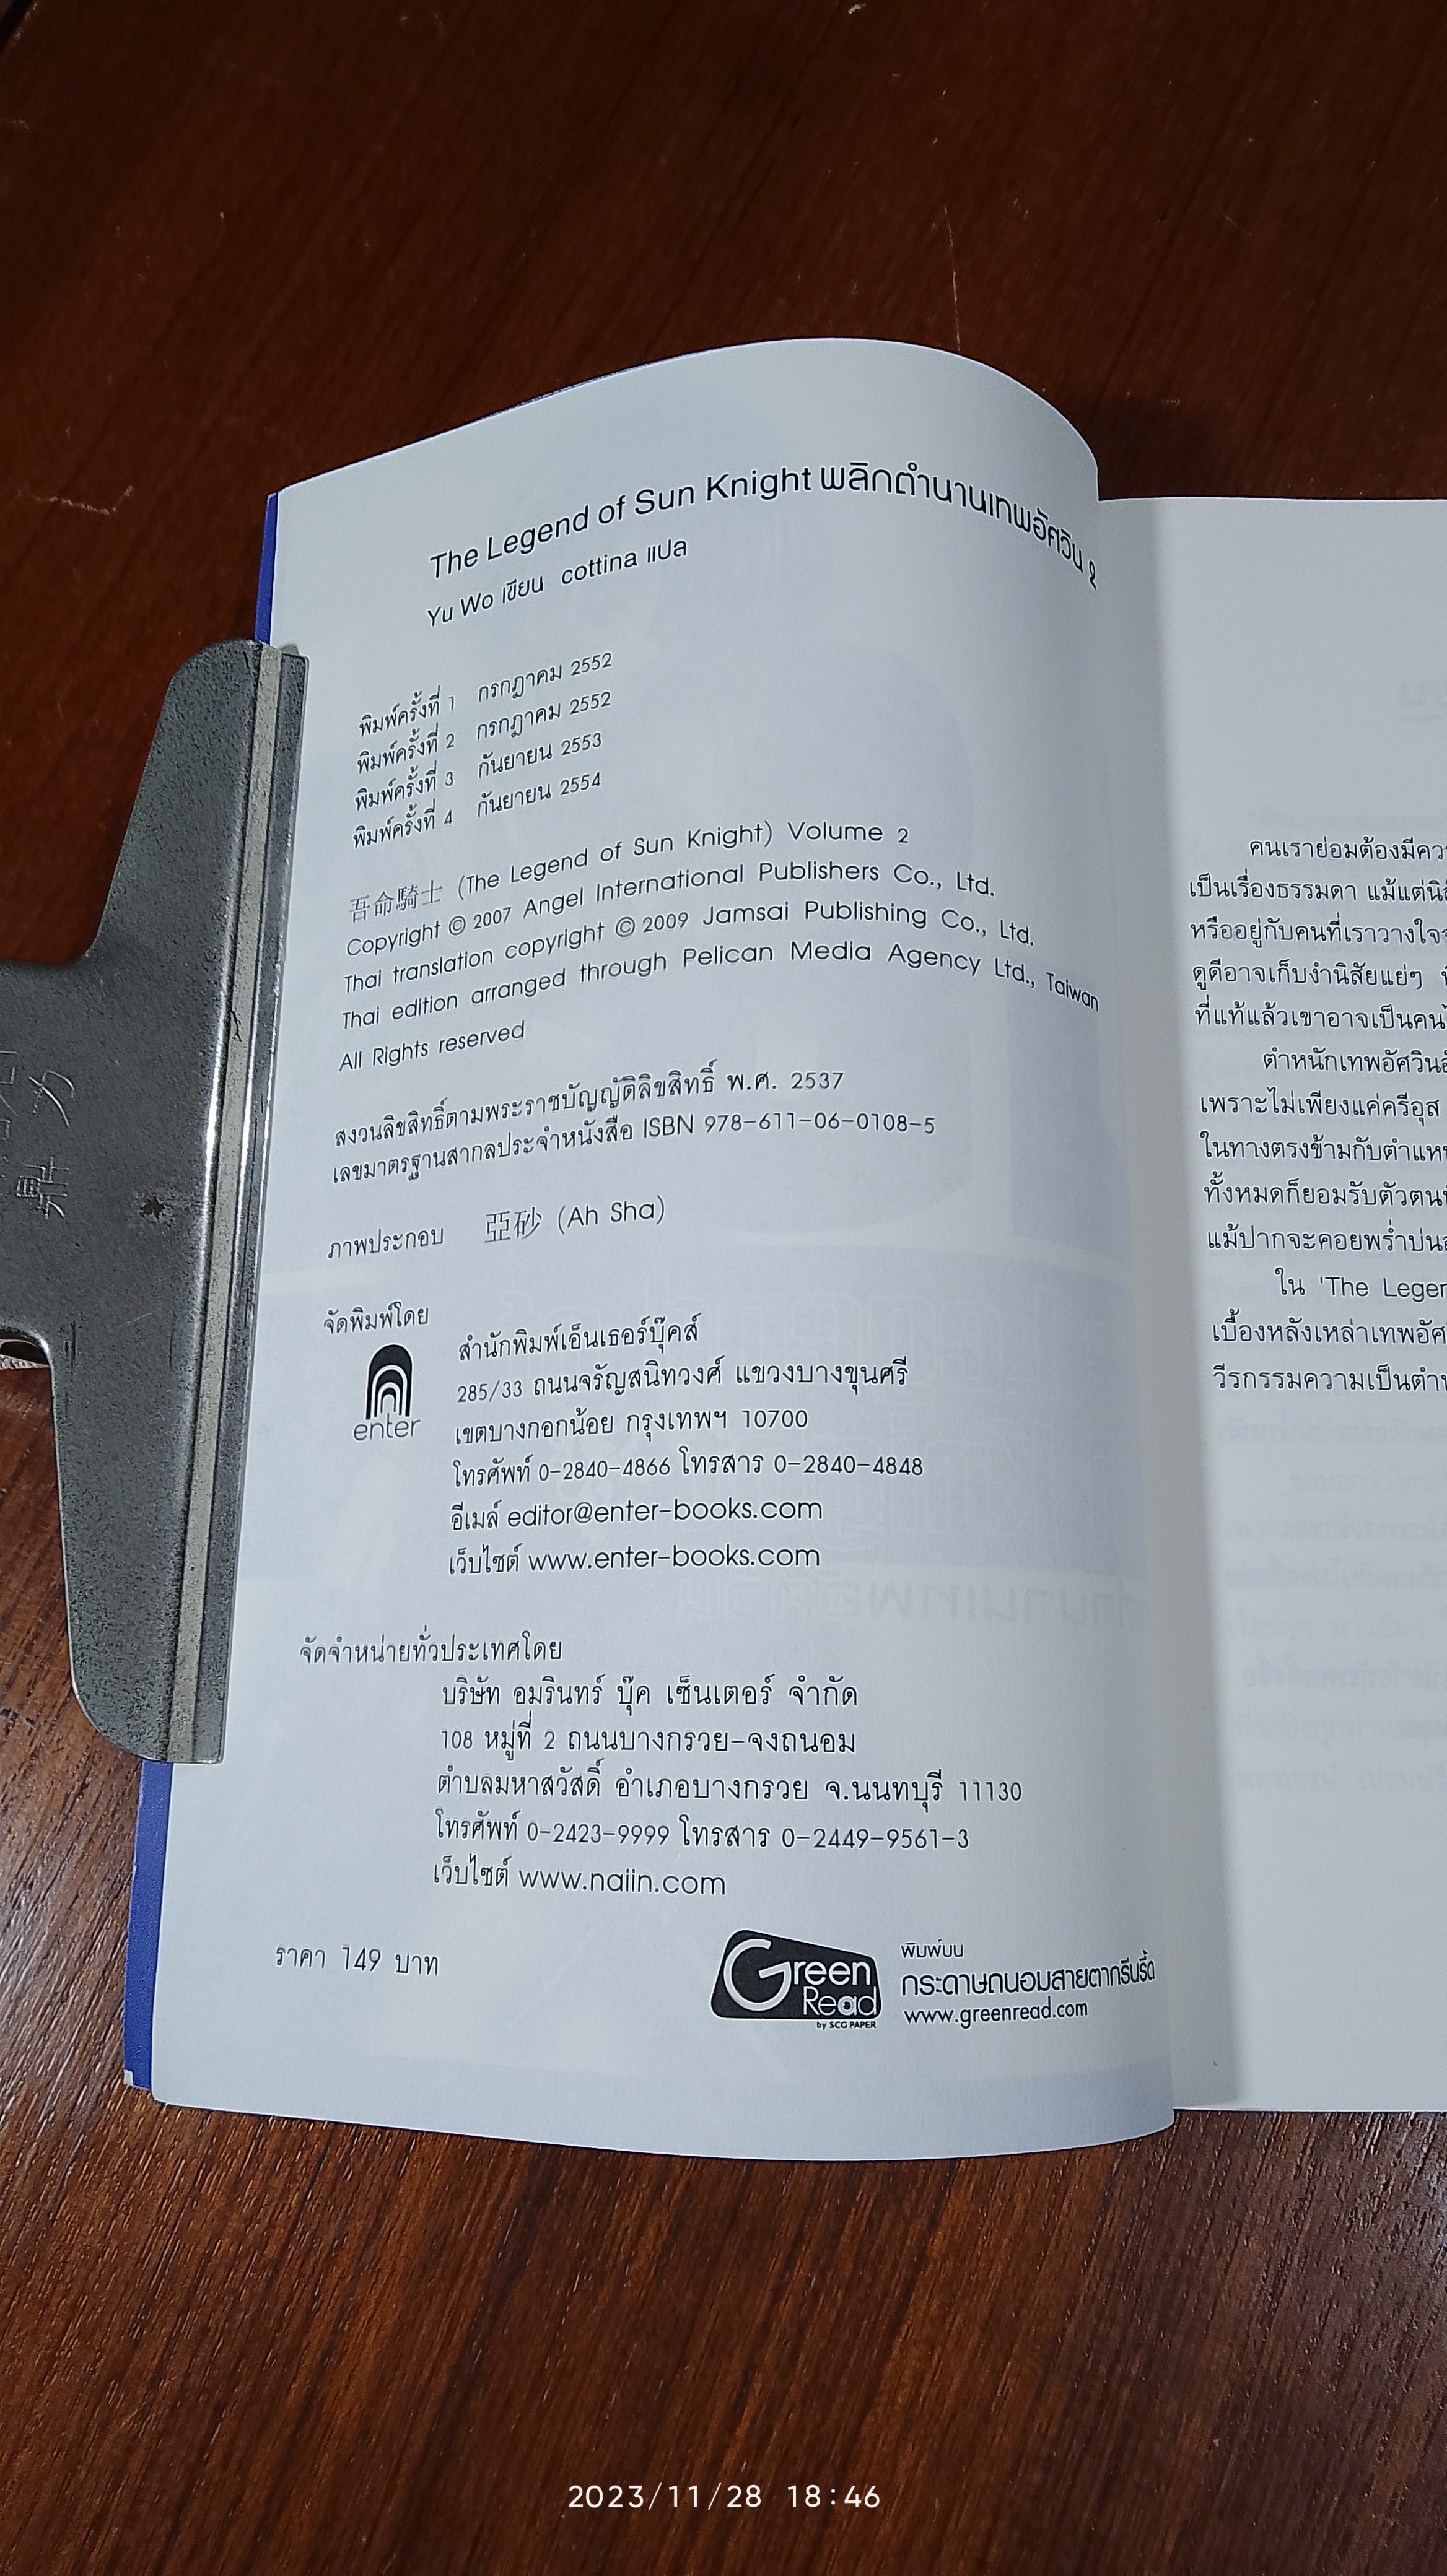 The Legend of Sun Knight พลิกตำนานเทพอัศวิน 2
Yu Wo เขียน cottina แปล
พิมพ์ครั้งที่ 1 กรกฎาคม 2552
พิมพ์ครั้งที่ 2 กรกฎาคม 2552
พิมพ์ครั้งที่ 3 กันยายน 2553
พิมพ์ครั้งที่ 4 กันยายน 2554
吾命騎士 (The Legend of Sun Knight) Volume 2
Copyright © 2007 Angel International Publishers Co., Ltd.
Thai translation copyright © 2009 Jamsai Publishing Co., Ltd.
Thai edition arranged through Pelican Media Agency Ltd., Taiwan
All Rights reserved
สงวนลิขสิทธิ์ตามพระราชบัญญัติลิขสิทธิ์ พ.ศ. 2537
เลขมาตรฐานสากลประจำหนังสือ ISBN 978-611-06-0108-5
ภาพประกอบ 亞砂 (Ah Sha)
จัดพิมพ์โดย
enter
สำนักพิมพ์เอ็นเธอร์บุ๊คส์
285/33 ถนนจรัญสนิทวงศ์ แขวงบางขุนศรี
เขตบางกอกน้อย กรุงเทพฯ 10700
โทรศัพท์ 0-2840-4866 โทรสาร 0-2840-4848
อีเมล์ editor@enter-books.com
เว็บไซต์ www.enter-books.com
จัดจำหน่ายทั่วประเทศโดย
บริษัท อมรินทร์ บุ๊ค เซ็นเตอร์ จำกัด
108 หมู่ที่ 2 ถนนบางกรวย-จงถนอม
ตำบลมหาสวัสดิ์ อำเภอบางกรวย จ.นนทบุรี 11130
โทรศัพท์ 0-2423-9999 โทรสาร 0-2449-9561-3
เว็บไซต์ www.naiin.com
ราคา 149 บาท
Green Read
by SCG PAPER
พิมพ์บน
กระดาษถนอมสายตากรีนรี้ด
www.greenread.com
คนเราย่อมต้องมี
เป็นเรื่องธรรมดา แม้แต่
หรืออยู่กับคนที่เราวางใจ
ดูดีอาจเก็บงำนิสัยแย่ๆ
ที่แท้แล้วเขาอาจเป็นคน
ตำหนักเทพอัศวิน
เพราะไม่เพียงแค่ครีอุส
ในทางตรงข้ามกับ
ทั้งหมดก็ยอมรับตัวตน
แม้ปากจะคอยพร่ำบ่น
ใน 'The
เบื้องหลังเหล่า
วีรกรรมความเป็น
2023/11/28 18:46